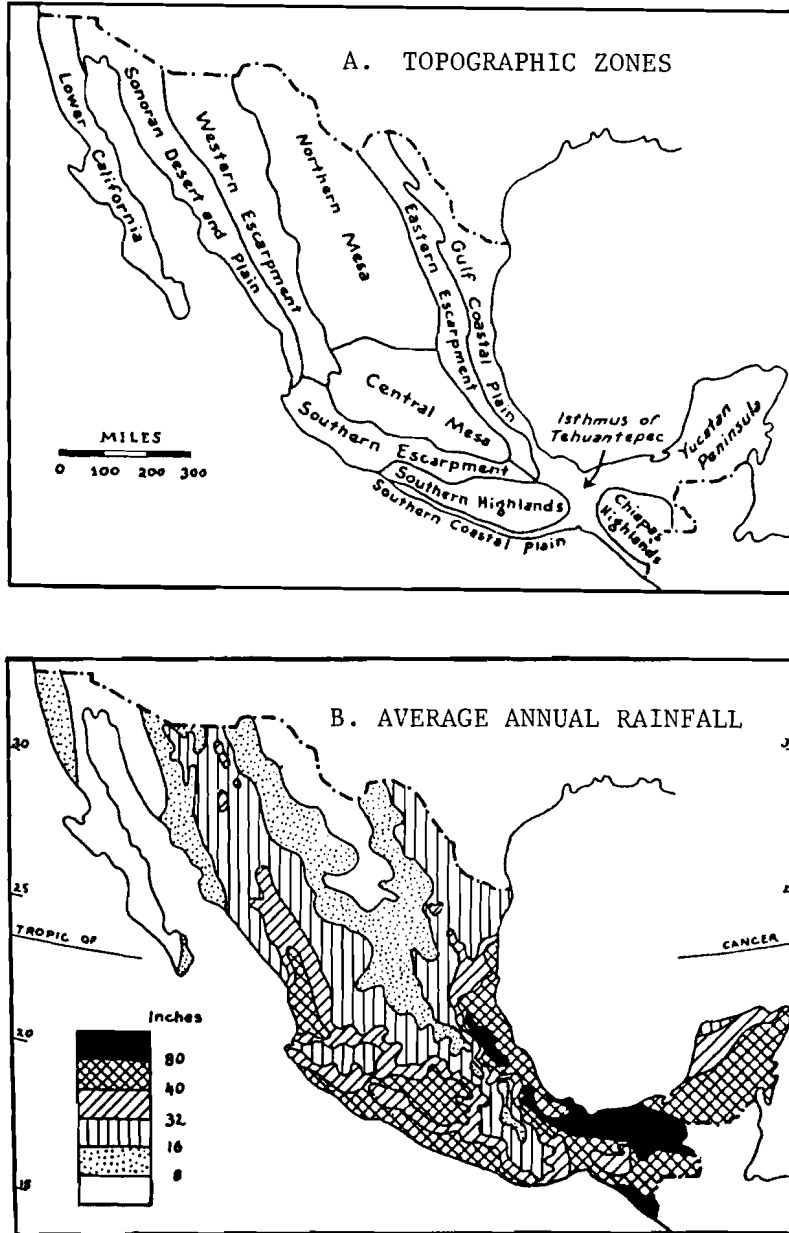 A. TOPOGRAPHIC ZONES
Lower California
Sonoran Desert and Plain
Western Escarpment
Northern Mesa
Eastern Escarpment
Gulf Coastal Plain
Central Mesa
Southern Escarpment
Southern Highlands
Southern Coastal Plain
Isthmus of
Tehuantepec
Yucatan
Peninsula
Chiapas
Highlands
MILES
0 100 200 300
B. AVERAGE ANNUAL RAINFALL
30
25
TROPIC OF
CANCER
20
15
Inches
80
40
32
16
8